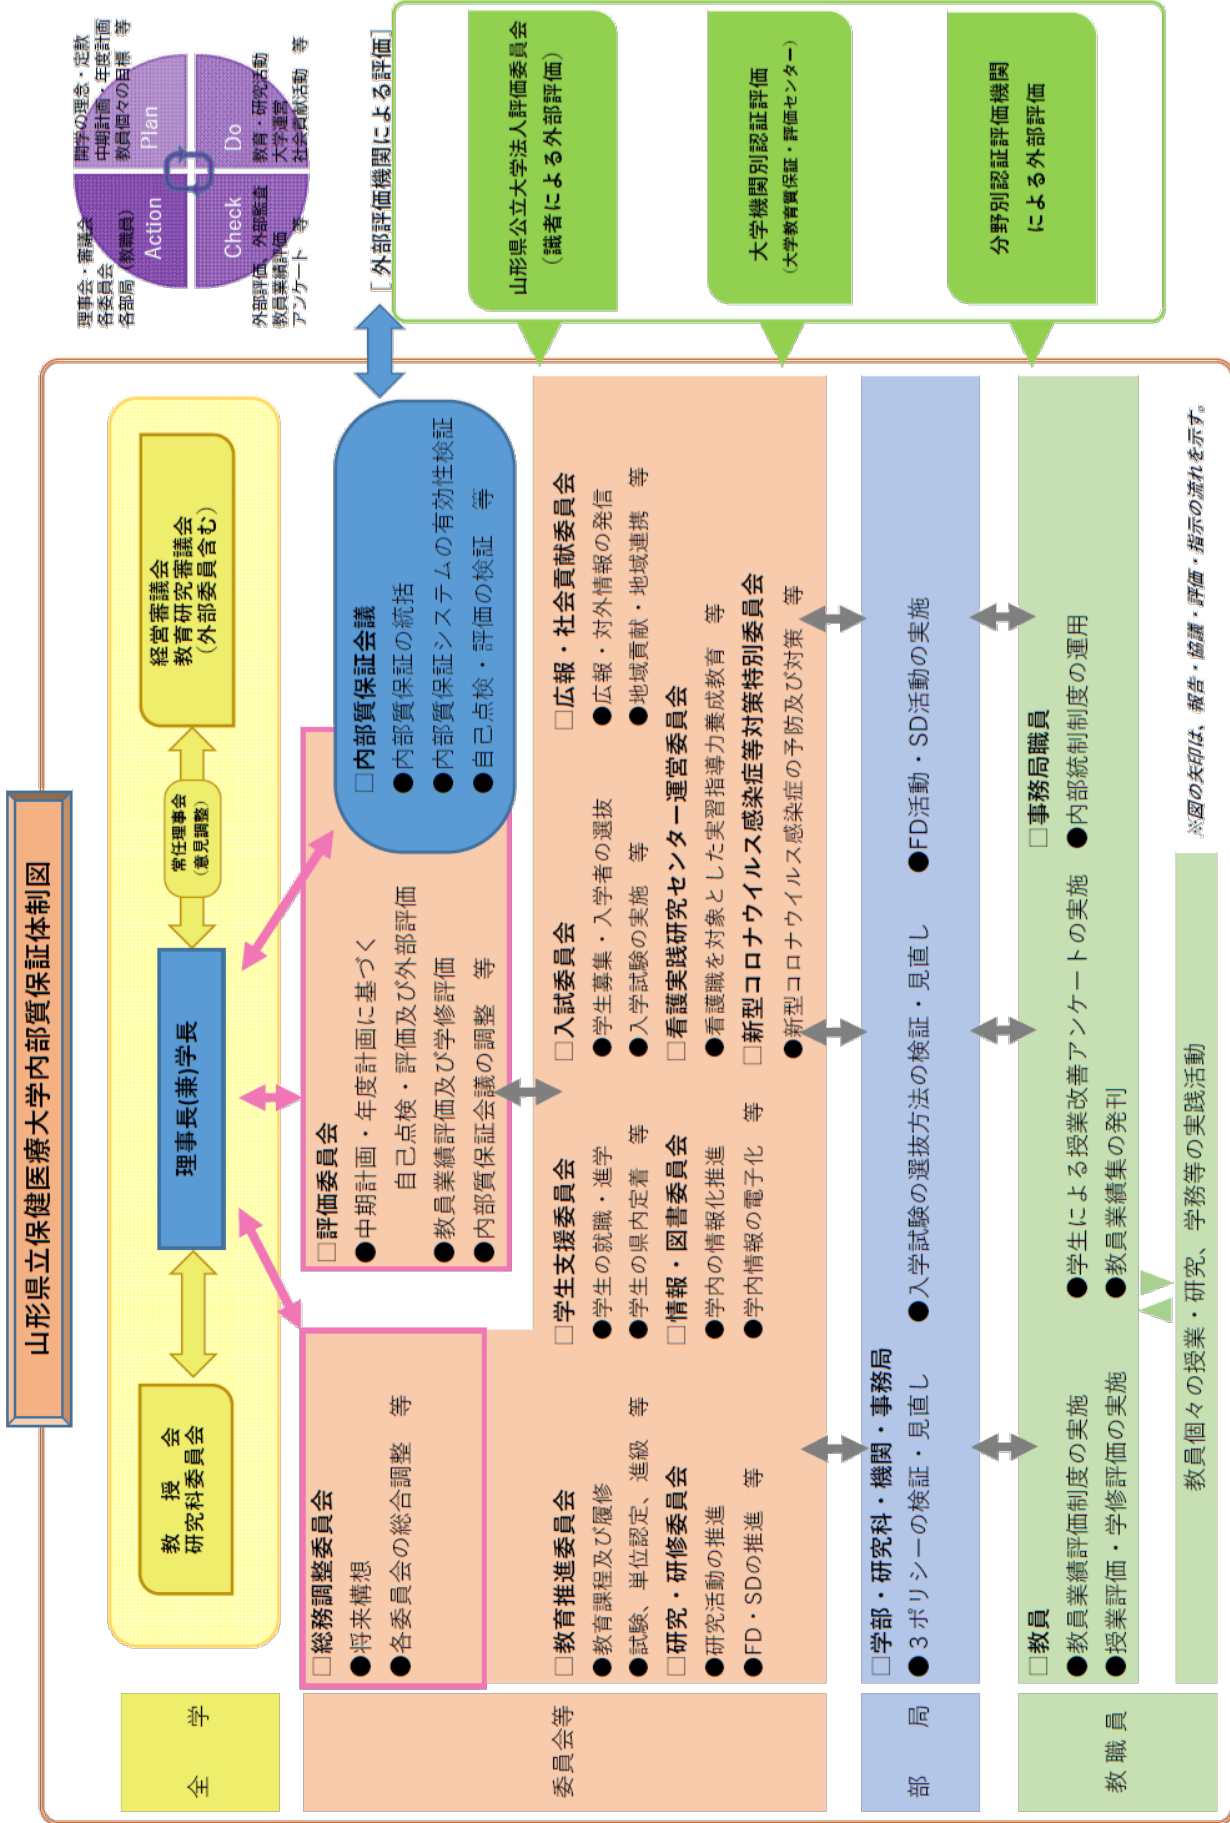 山形県立保健医療大学内部質保証体制図
開学の理念・定款
中期計画・年度計画
教員個々の目標 等
Plan
Do
教育・研究活動
大学運営
社会貢献活動 等
Check
外部評価、外部監査
教員業績評価
アンケート 等
Action
理事会・審議会
各委員会
各部局（教職員）
全 学
教 授 会
研究科委員会
理事長(兼)学長
常任理事会
（意見調整）
経営審議会
教育研究審議会
（外部委員含む）
[外部評価機関による評価]
山形県公立大学法人評価委員会
（識者による外部評価）
大学機関別認証評価
（大学教育質保証・評価センター）
分野別認証評価機関
による外部評価
委員会等
□総務調整委員会
●将来構想
●各委員会の総合調整 等
□評価委員会
●中期計画・年度計画に基づく
自己点検・評価及び外部評価
●教員業績評価及び学修評価
●内部質保証会議の調整 等
□内部質保証会議
●内部質保証の統括
●内部質保証システムの有効性検証
●自己点検・評価の検証 等
□教育推進委員会
●教育課程及び履修
●試験、単位認定、進級 等
□研究・研修委員会
●研究活動の推進
●FD・SDの推進 等
□学生支援委員会
●学生の就職・進学
●学生の県内定着 等
□情報・図書委員会
●学内の情報化推進
●学内情報の電子化 等
□入試委員会
●学生募集・入学者の選抜
●入学試験の実施 等
□看護実践研究センター運営委員会
●看護職を対象とした実習指導力養成教育 等
□新型コロナウイルス感染症等対策特別委員会
●新型コロナウイルス感染症の予防及び対策 等
□広報・社会貢献委員会
●広報・対外情報の発信
●地域貢献・地域連携 等
部 局
□学部・研究科・機関・事務局
●３ポリシーの検証・見直し
●入学試験の選抜方法の検証・見直し
●FD活動・SD活動の実施
教職員
□教員
●教員業績評価制度の実施
●授業評価・学修評価の実施
●学生による授業改善アンケートの実施
●教員業績集の発刊
□事務局職員
●内部統制制度の運用
教員個々の授業・研究、学務等の実践活動
※図の矢印は、報告・協議・評価・指示の流れを示す。